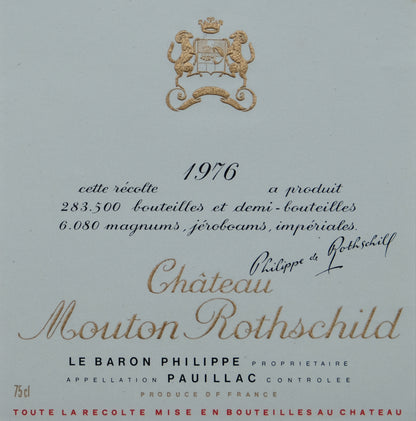 1976
cette récolte a produit
283.500 bouteilles et demi-bouteilles
6.080 magnums, jéroboams, impériales.
Philippe de Rothschild
Château
Mouton Rothschild
LE BARON PHILIPPE PROPRIETAIRE
APPELLATION PAUILLAC CONTROLEE
75 cl PRODUCE OF FRANCE
TOUTE LA RECOLTE MISE EN BOUTEILLES AU CHATEAU